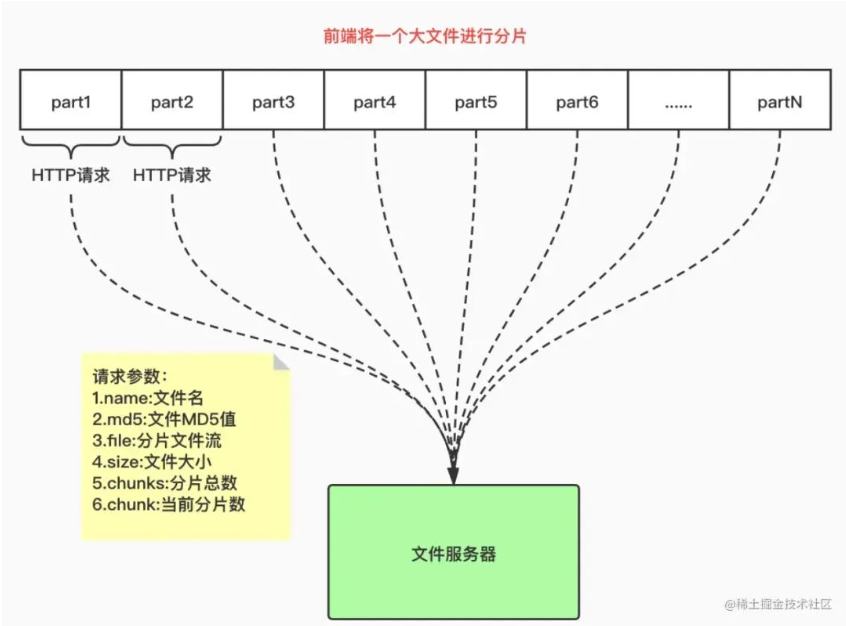 前端将一个大文件进行分片
part1 part2 part3 part4 part5 part6 ...... partN
HTTP请求 HTTP请求
请求参数：
1.name:文件名
2.md5:文件MD5值
3.file:分片文件流
4.size:文件大小
5.chunks:分片总数
6.chunk:当前分片数
文件服务器
@稀土掘金技术社区